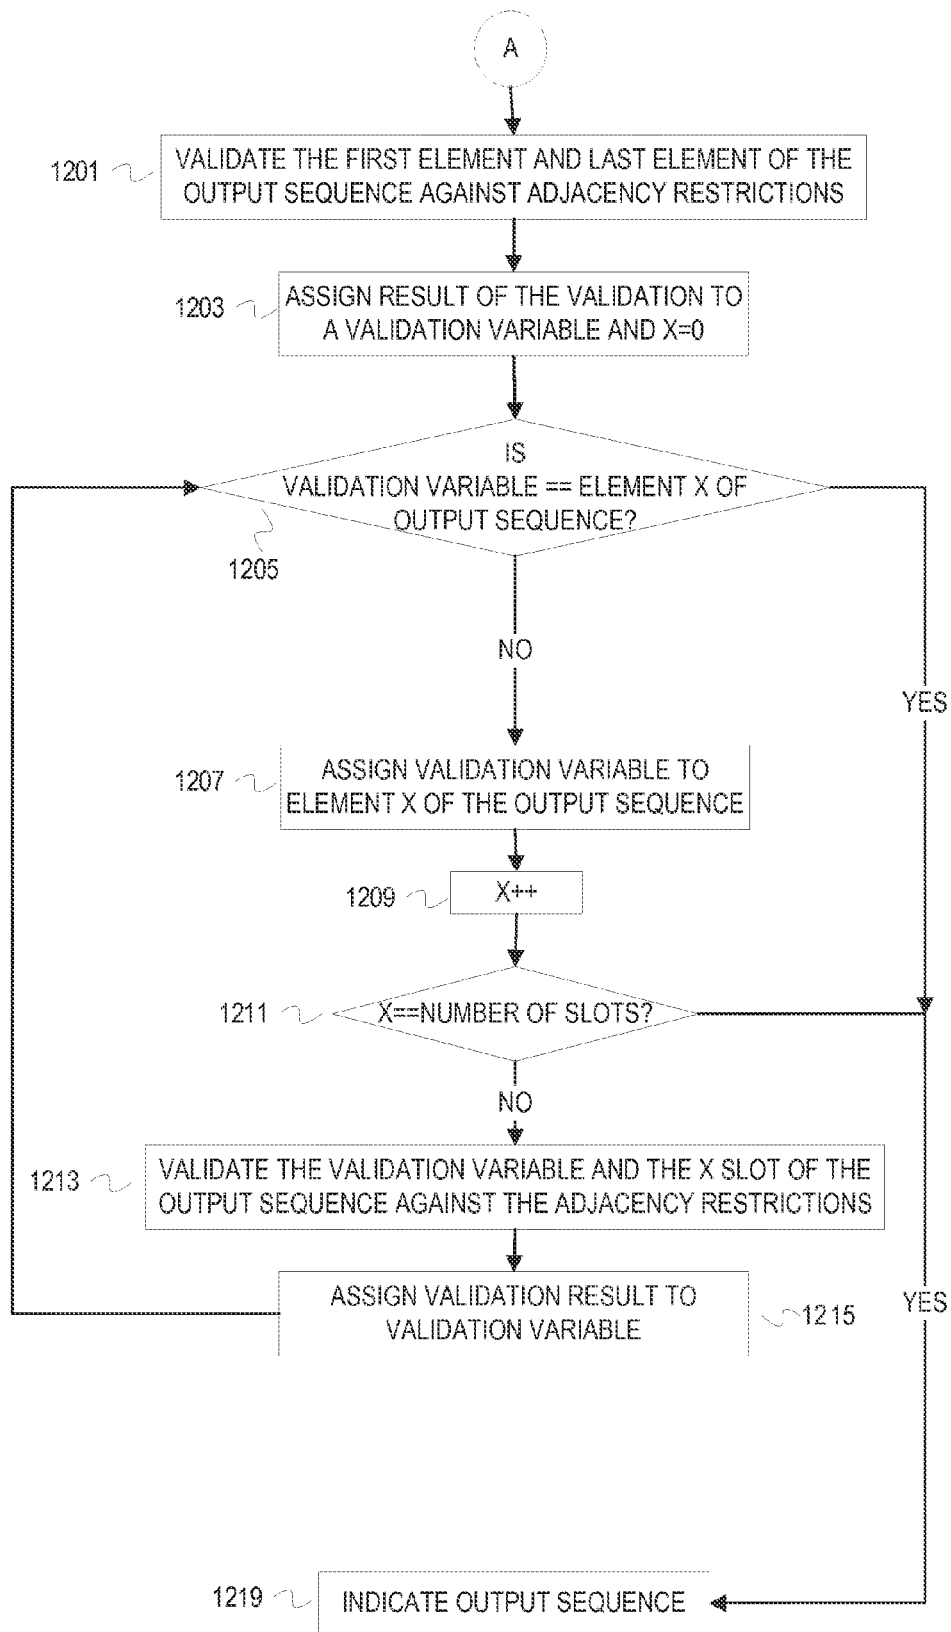 A
1201
VALIDATE THE FIRST ELEMENT AND LAST ELEMENT OF THE
OUTPUT SEQUENCE AGAINST ADJACENCY RESTRICTIONS
1203
ASSIGN RESULT OF THE VALIDATION TO
A VALIDATION VARIABLE AND X=0
IS
VALIDATION VARIABLE == ELEMENT X OF
OUTPUT SEQUENCE?
1205
NO
YES
1207
ASSIGN VALIDATION VARIABLE TO
ELEMENT X OF THE OUTPUT SEQUENCE
1209
X++
1211
X==NUMBER OF SLOTS?
NO
1213
VALIDATE THE VALIDATION VARIABLE AND THE X SLOT OF THE
OUTPUT SEQUENCE AGAINST THE ADJACENCY RESTRICTIONS
ASSIGN VALIDATION RESULT TO
VALIDATION VARIABLE
1215
YES
1219
INDICATE OUTPUT SEQUENCE